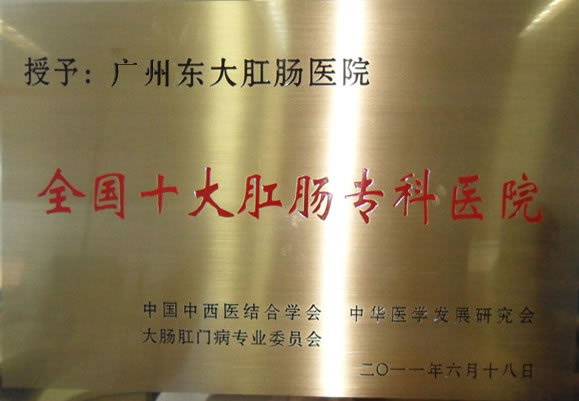 授予：广州东大肛肠医院
全国十大肛肠专科医院
中国中西医结合学会 中华医学发展研究会
大肠肛门病专业委员会
二〇一一年六月十八日